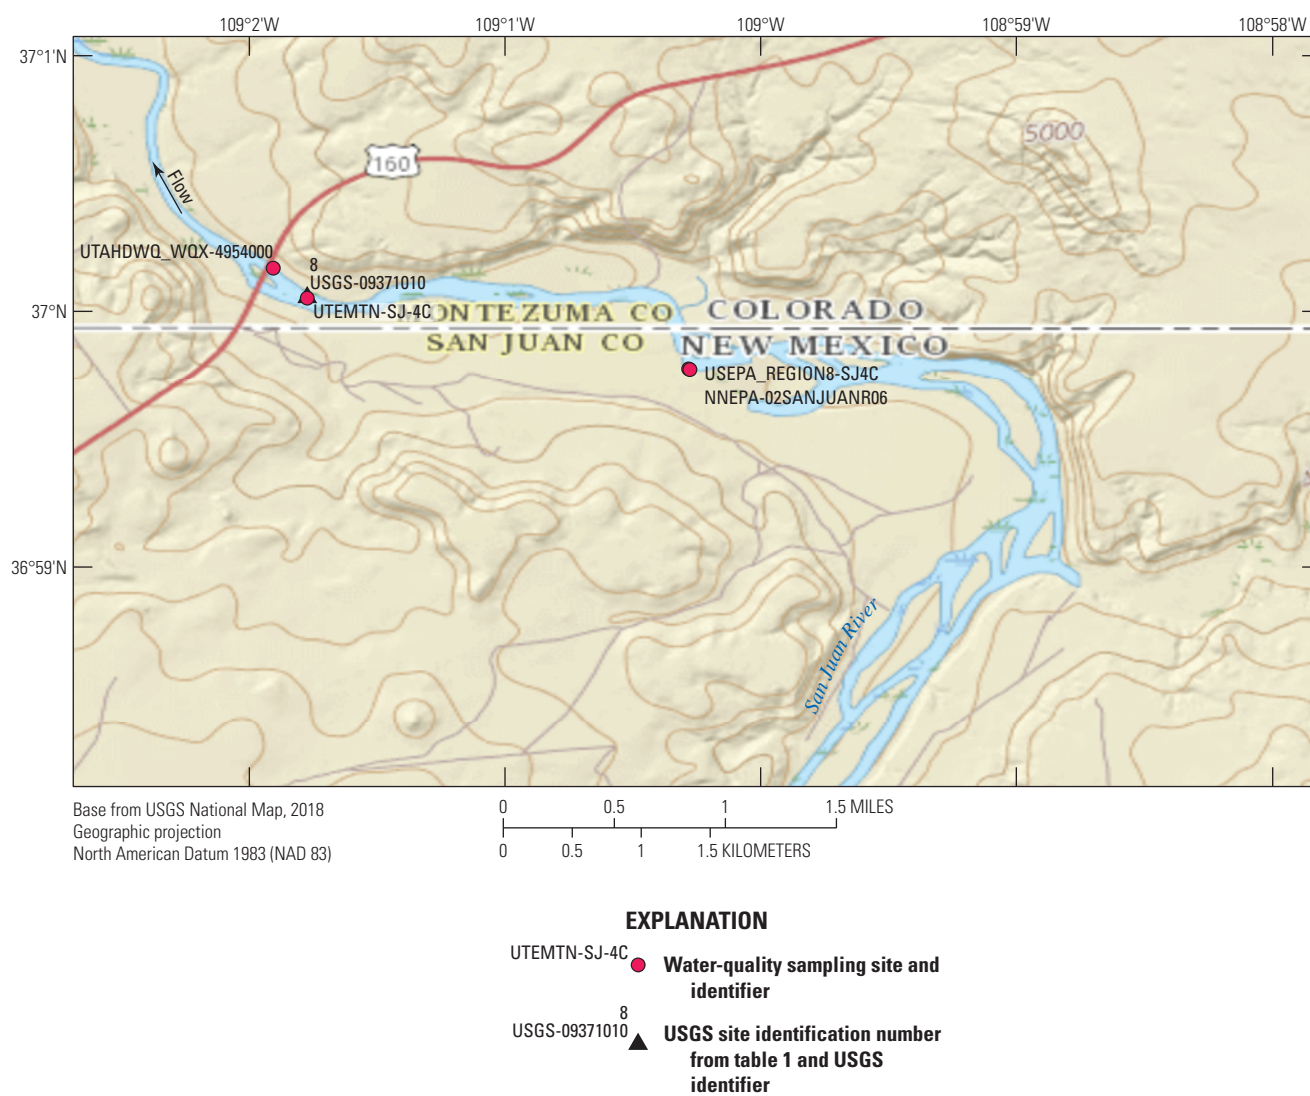 109°2'W 109°1'W 109°W 108°59'W 108°58'W
37°1'N
5000
160
Flow
UTAHDWQ_WQX-4954000
8
USGS-09371010
UTEMTN-SJ-4C
37°N
MONTEZUMA CO COLORADO
SAN JUAN CO NEW MEXICO
USEPA_REGION8-SJ4C
NNEPA-02SANJUANR06
36°59'N
San Juan River
Base from USGS National Map, 2018
Geographic projection
North American Datum 1983 (NAD 83)
0 0.5 1 1.5 MILES
0 0.5 1 1.5 KILOMETERS
EXPLANATION
UTEMTN-SJ-4C
Water-quality sampling site and
identifier
8
USGS-09371010
USGS site identification number
from table 1 and USGS
identifier